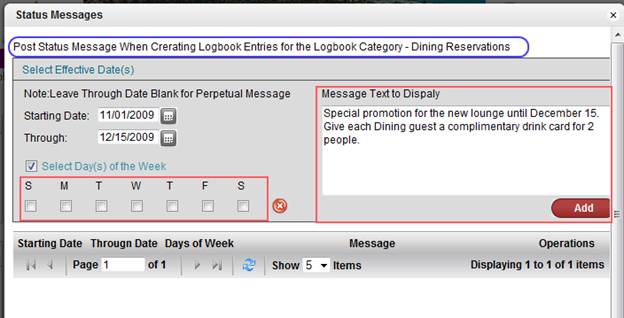 Status Messages
Post Status Message When Crerating Logbook Entries for the Logbook Category - Dining Reservations
Select Effective Date(s)
Note:Leave Through Date Blank for Perpetual Message
Starting Date: 11/01/2009
Through: 12/15/2009
Select Day(s) of the Week
S M T W T F S
Message Text to Dispaly
Special promotion for the new lounge until December 15.
Give each Dining guest a complimentary drink card for 2
people.
Add
Starting Date Througn Date Days of Week Message Operations
Page 1 of 1 Show 5 Items Displaying 1 to 1 of 1 items